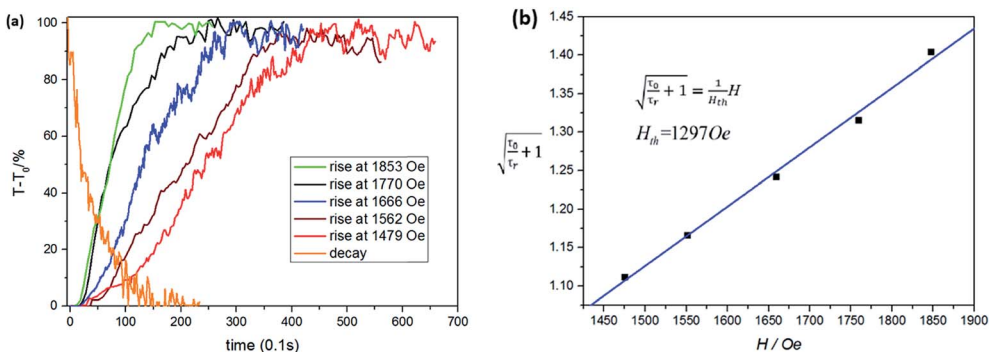 (a)
T-T₀/%
100
80
60
40
20
0
rise at 1853 Oe
rise at 1770 Oe
rise at 1666 Oe
rise at 1562 Oe
rise at 1479 Oe
decay
0 100 200 300 400 500 600 700
time (0.1s)
(b)
√(τ₀/τᵣ + 1)
1.45
1.40
1.35
1.30
1.25
1.20
1.15
1.10
√(τ₀/τᵣ + 1) = 1/Hₜₕ H
Hₜₕ=1297Oe
1450 1500 1550 1600 1650 1700 1750 1800 1850 1900
H / Oe